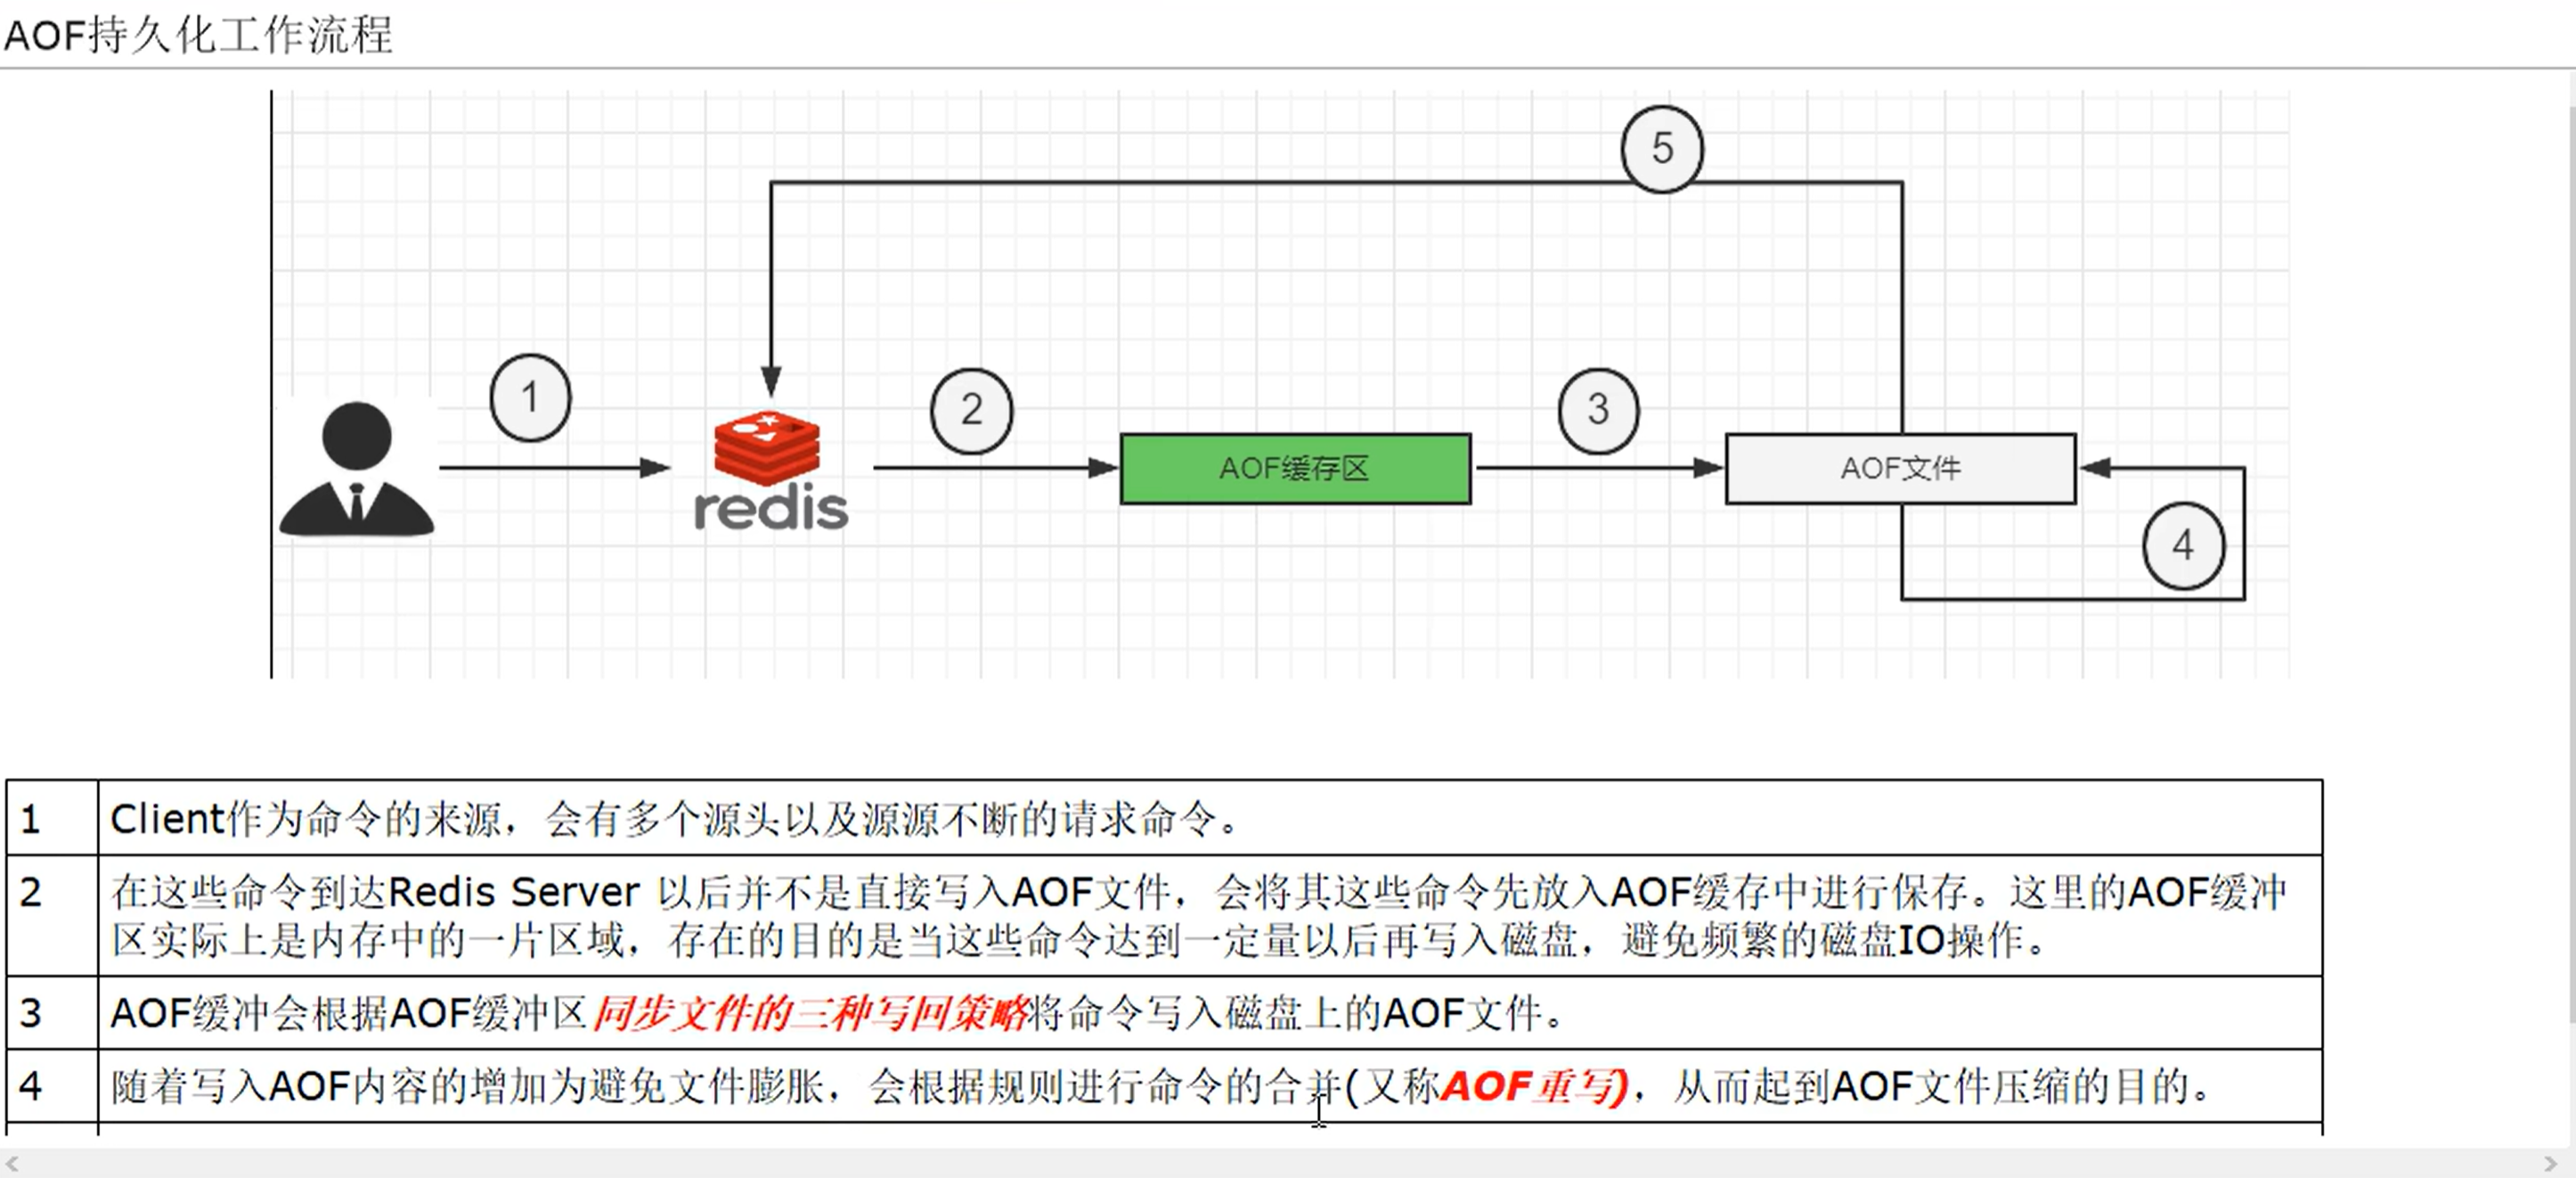 AOF持久化工作流程
5
1
2
3
redis
AOF缓存区
AOF文件
4
1 Client作为命令的来源，会有多个源头以及源源不断的请求命令。
2 在这些命令到达Redis Server 以后并不是直接写入AOF文件，会将其这些命令先放入AOF缓存中进行保存。这里的AOF缓冲
区实际上是内存中的一片区域，存在的目的是当这些命令达到一定量以后再写入磁盘，避免频繁的磁盘IO操作。
3 AOF缓冲会根据AOF缓冲区同步文件的三种写回策略将命令写入磁盘上的AOF文件。
4 随着写入AOF内容的增加为避免文件膨胀，会根据规则进行命令的合并(又称AOF重写)，从而起到AOF文件压缩的目的。